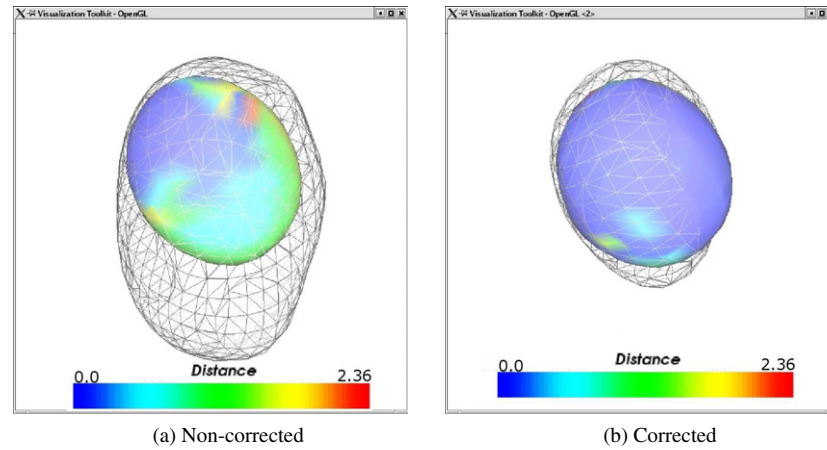 Visualization Toolkit - OpenGL
Distance
0.0
2.36
(a) Non-corrected
Visualization Toolkit - OpenGL <2>
Distance
0.0
2.36
(b) Corrected